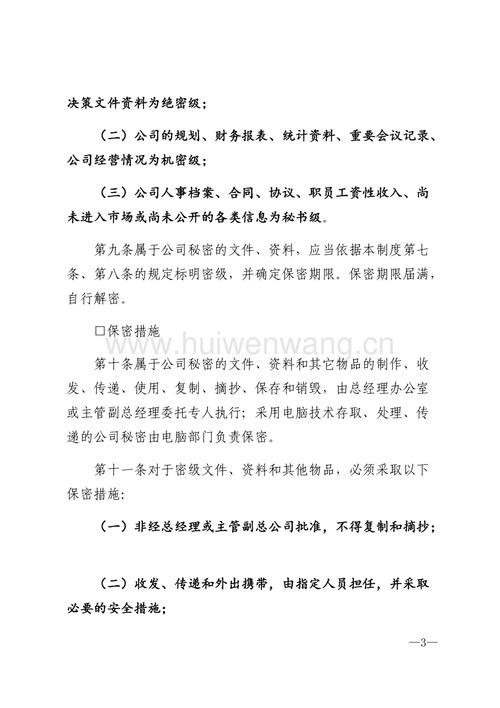 决策文件资料为绝密级；
（二）公司的规划、财务报表、统计资料、重要会议记录、
公司经营情况为机密级；
（三）公司人事档案、合同、协议、职员工资性收入、尚
未进入市场或尚未公开的各类信息为秘书级。
第九条属于公司秘密的文件、资料，应当依据本制度第七
条、第八条的规定标明密级，并确定保密期限。保密期限届满，
自行解密。
□保密措施
www.huiwenwang.cn
第十条属于公司秘密的文件、资料和其它物品的制作、收
发、传递、使用、复制、摘抄、保存和销毁，由总经理办公室
或主管副总经理委托专人执行；采用电脑技术存取、处理、传
递的公司秘密由电脑部门负责保密。
第十一条对于密级文件、资料和其他物品，必须采取以下
保密措施：
（一）非经总经理或主管副总公司批准，不得复制和摘抄；
（二）收发、传递和外出携带，由指定人员担任，并采取
必要的安全措施；
—3—